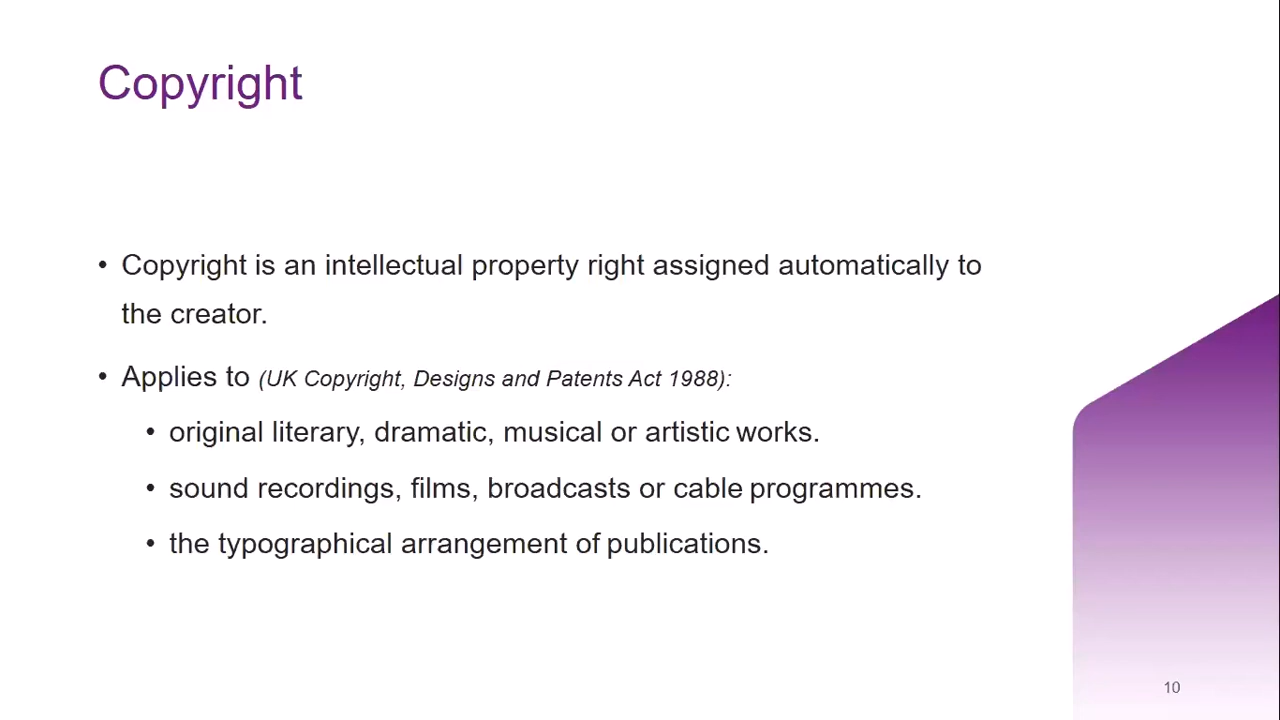 Copyright
• Copyright is an intellectual property right assigned automatically to
the creator.
• Applies to (UK Copyright, Designs and Patents Act 1988):
• original literary, dramatic, musical or artistic works.
• sound recordings, films, broadcasts or cable programmes.
• the typographical arrangement of publications.
10